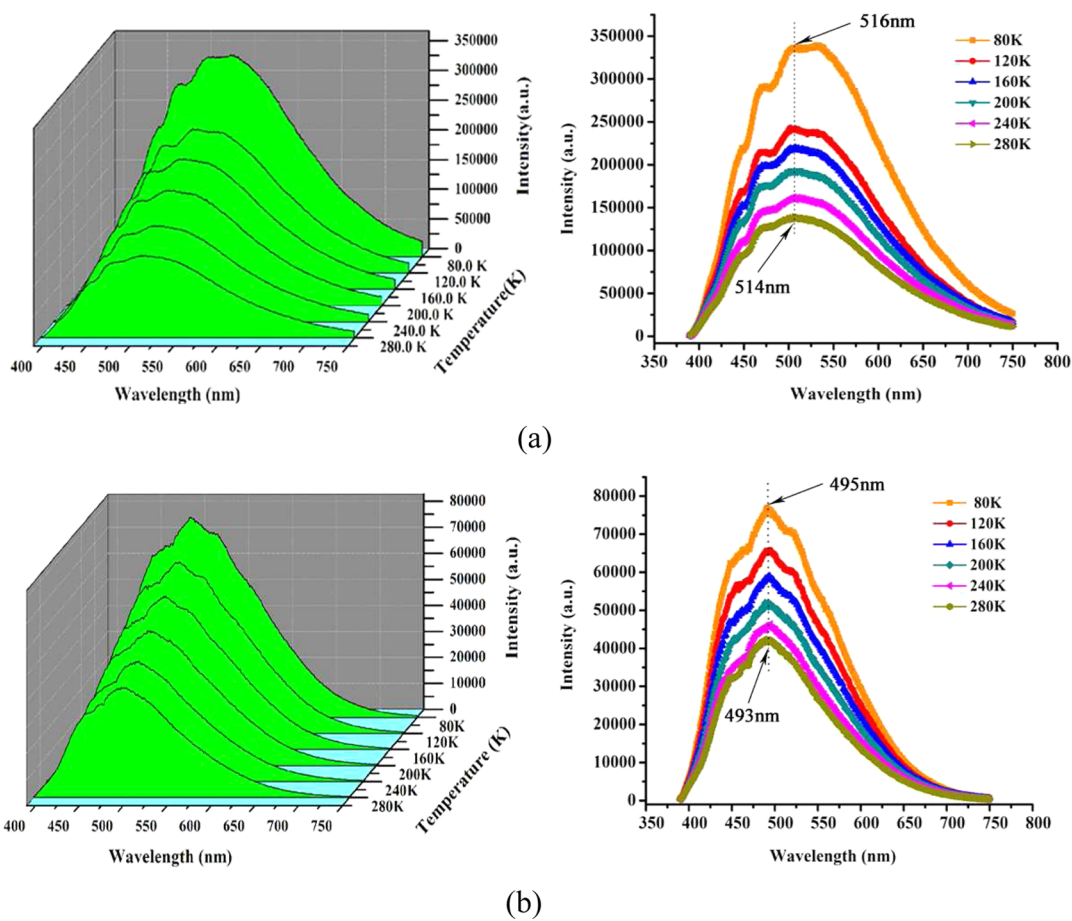 350000
300000
250000
200000
150000
100000
50000
0
Intensity(a.u.)
80.0 K
120.0 K
160.0 K
200.0 K
240.0 K
280.0 K
Temperature(K)
400 450 500 550 600 650 700 750
Wavelength (nm)
350000
300000
250000
200000
150000
100000
50000
0
Intensity (a.u.)
516nm
514nm
80K
120K
160K
200K
240K
280K
350 400 450 500 550 600 650 700 750 800
Wavelength (nm)
(a)
80000
70000
60000
50000
40000
30000
20000
10000
0
Intensity (a.u.)
80K
120K
160K
200K
240K
280K
Temperature (K)
400 450 500 550 600 650 700 750
Wavelength (nm)
80000
70000
60000
50000
40000
30000
20000
10000
0
Intensity (a.u.)
495nm
493nm
80K
120K
160K
200K
240K
280K
350 400 450 500 550 600 650 700 750 800
Wavelength (nm)
(b)